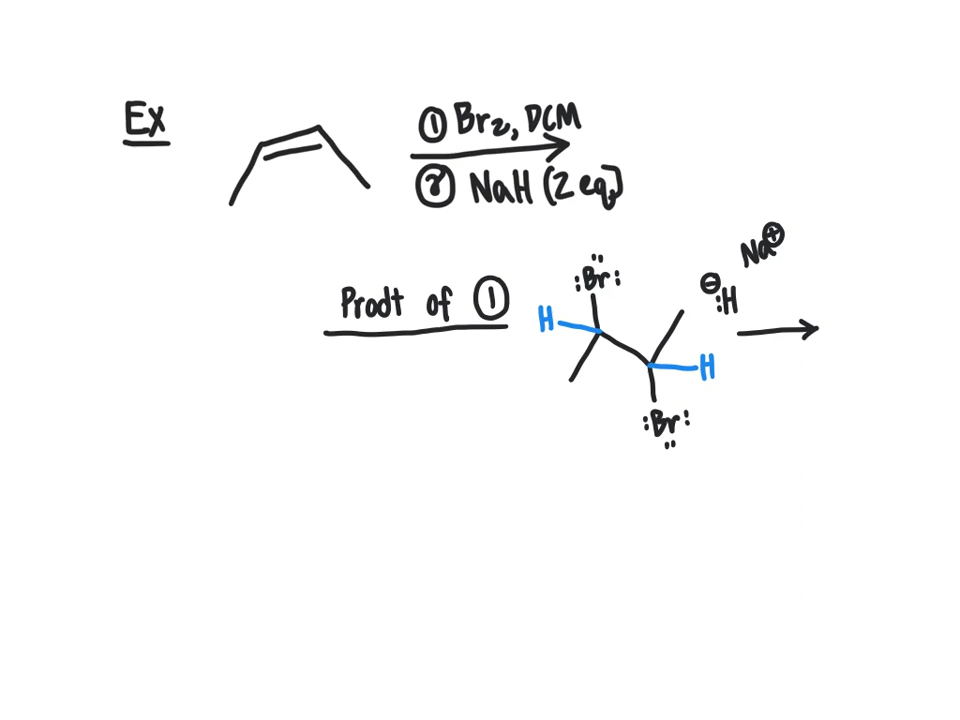 Ex
① Br₂, DCM
② NaH (2 eq)
Na⊕
:Br:
⊖
Prodt of ①
H
:H
H
:Br: